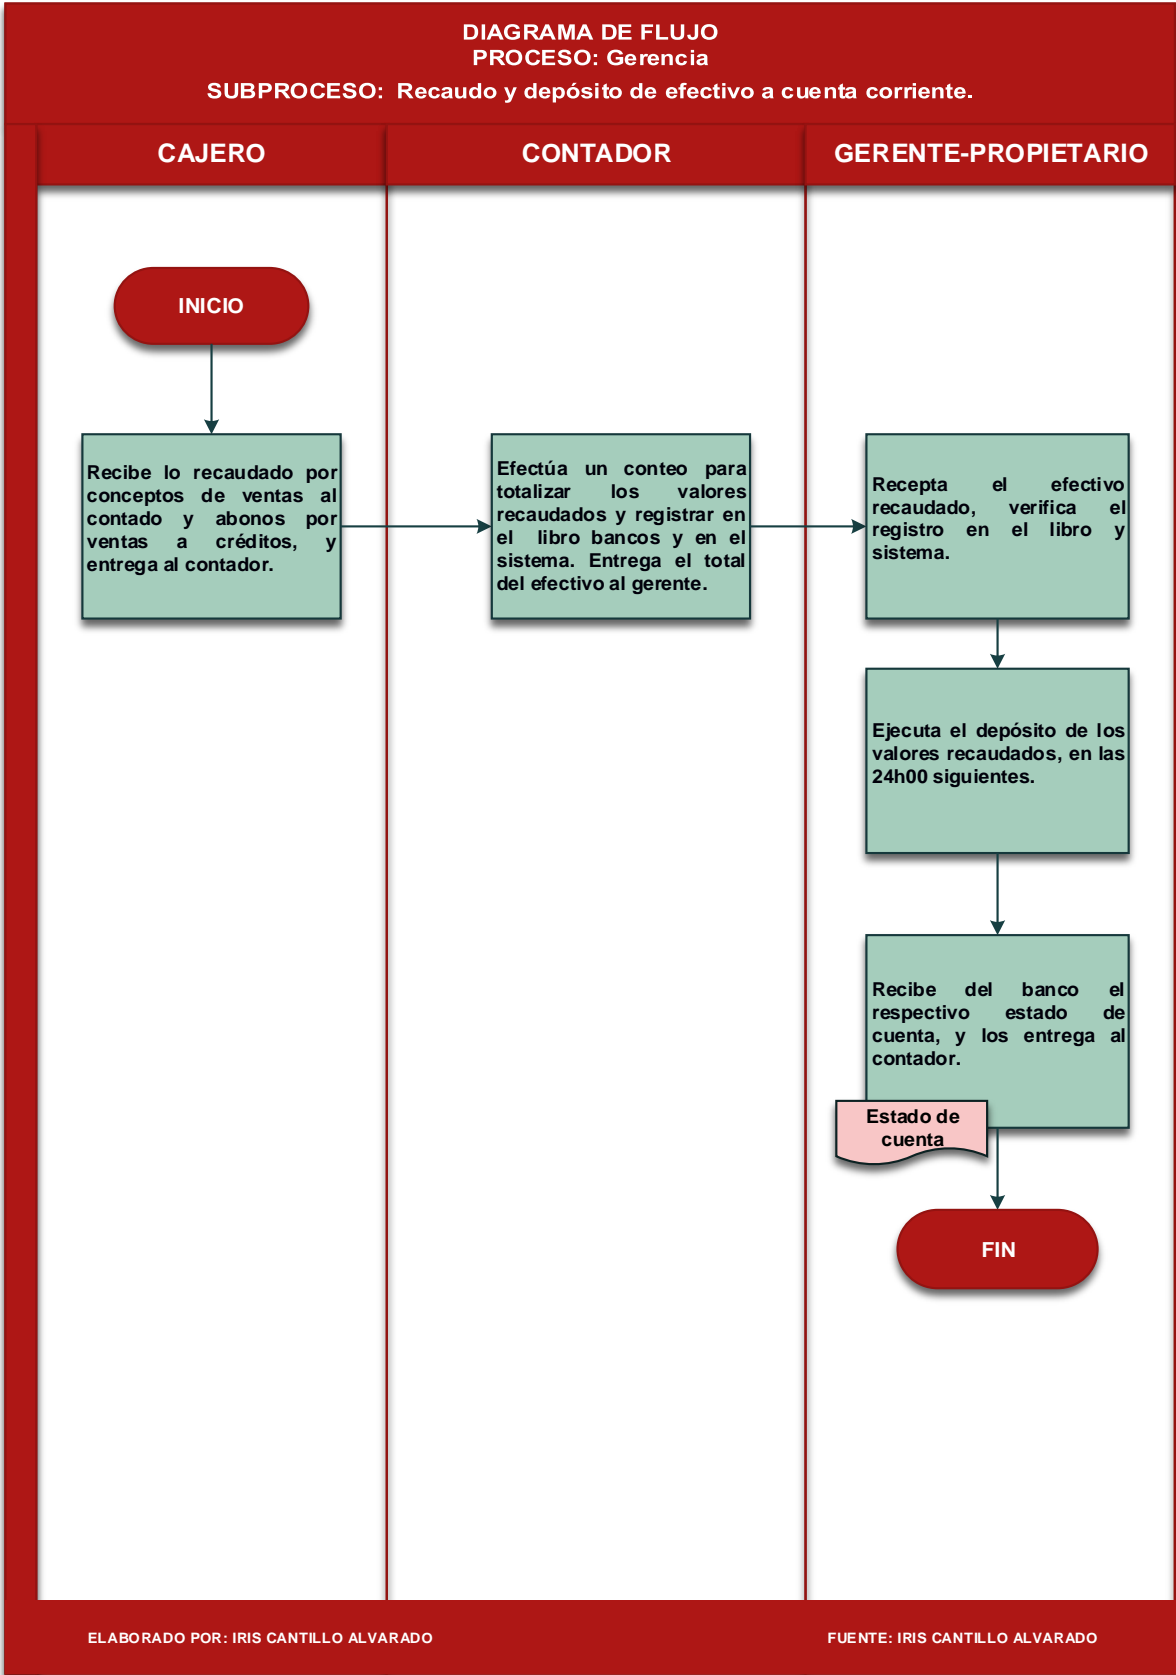 DIAGRAMA DE FLUJO
PROCESO: Gerencia
SUBPROCESO: Recaudo y depósito de efectivo a cuenta corriente.
CAJERO
CONTADOR
GERENTE-PROPIETARIO
INICIO
Recibe lo recaudado por
conceptos de ventas al
contado y abonos por
ventas a créditos, y
entrega al contador.
Efectúa un conteo para
totalizar los valores
recaudados y registrar en
el libro bancos y en el
sistema. Entrega el total
del efectivo al gerente.
Recepta el efectivo
recaudado, verifica el
registro en el libro y
sistema.
Ejecuta el depósito de los
valores recaudados, en las
24h00 siguientes.
Recibe del banco el
respectivo estado de
cuenta, y los entrega al
contador.
Estado de
cuenta
FIN
ELABORADO POR: IRIS CANTILLO ALVARADO
FUENTE: IRIS CANTILLO ALVARADO